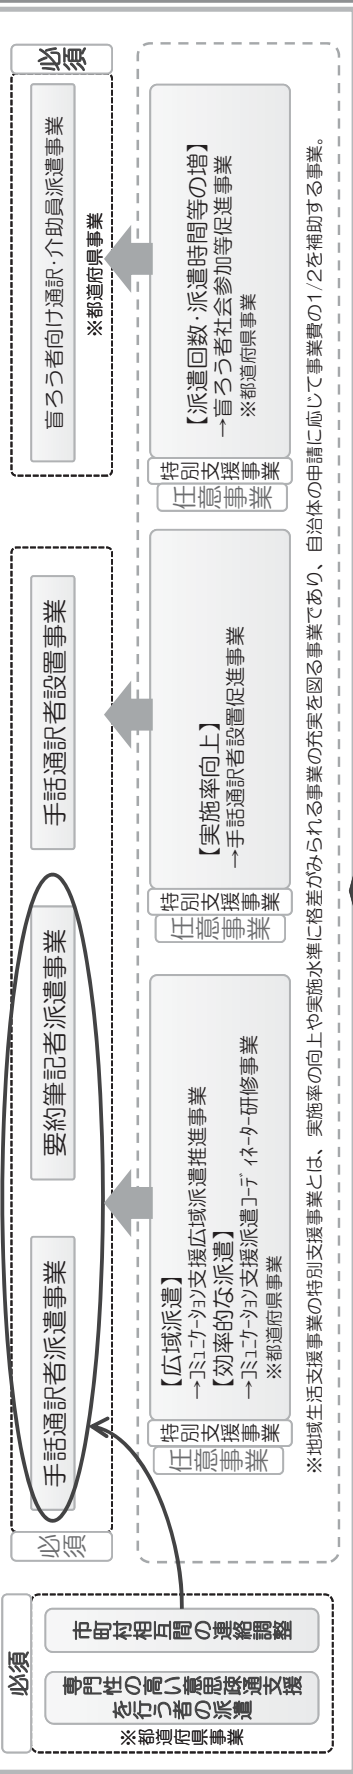 必須
専門性の高い意思疎通支援
を行う者の派遣
市町村相互間の連絡調整
※都道府県事業
必須
手話通訳者派遣事業
要約筆記者派遣事業
手話通訳者設置事業
必須
盲ろう者向け通訳・介助員派遣事業
※都道府県事業
任意事業
特別支援事業
【広域派遣】
→コミュニケーション支援広域派遣推進事業
【効率的な派遣】
→コミュニケーション支援派遣コーディネーター研修事業
※都道府県事業
任意事業
特別支援事業
【実施率向上】
→手話通訳者設置促進事業
任意事業
特別支援事業
【派遣回数・派遣時間等の増】
→盲ろう者社会参加等促進事業
※都道府県事業
※地域生活支援事業の特別支援事業とは、実施率の向上や実施水準に格差がみられる事業の充実を図る事業であり、自治体の申請に応じて事業費の1/2を補助する事業。